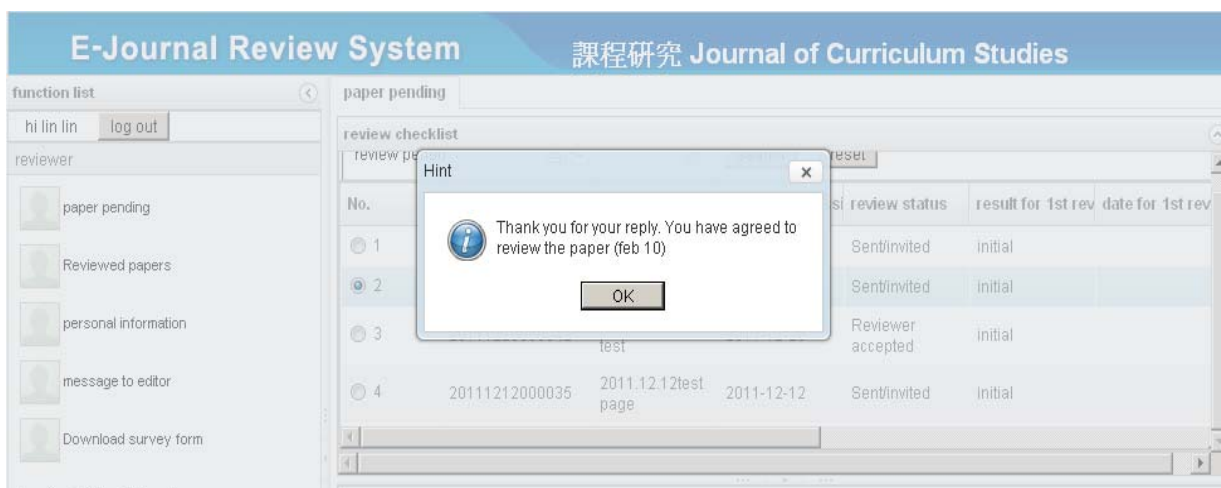 E-Journal Review System
課程研究 Journal of Curriculum Studies
function list
paper pending
hi lin lin log out
review checklist
reviewer
review
reset
Hint
Thank you for your reply. You have agreed to
review the paper (feb 10)
OK
paper pending
Reviewed papers
personal information
message to editor
Download survey form
No. review status result for 1st rev date for 1st rev
1 Sent/invited initial
2 Sent/invited initial
3 test Reviewer accepted initial
4 20111212000035 2011.12.12test page 2011-12-12 Sent/invited initial